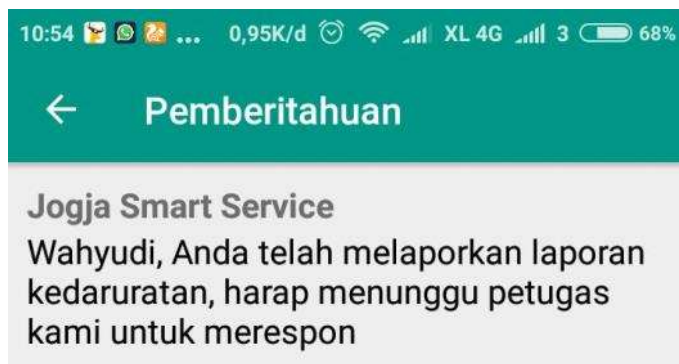 10:54 ... 0,95K/d XL 4G 3 68%
Pemberitahuan
Jogja Smart Service
Wahyudi, Anda telah melaporkan laporan
kedaruratan, harap menunggu petugas
kami untuk merespon